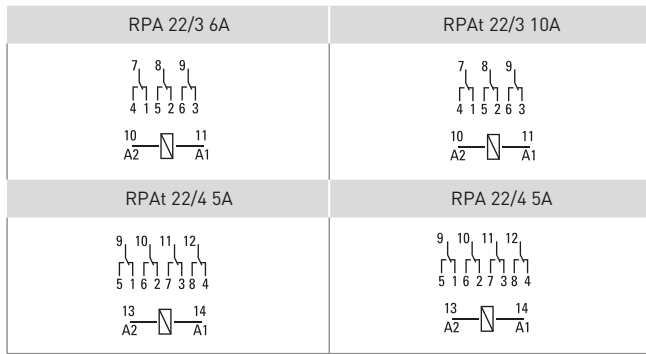 RPA 22/3 6A
RPAt 22/3 10A
7 8 9
4 1 5 2 6 3
10 11
A2 A1
7 8 9
4 1 5 2 6 3
10 11
A2 A1
RPAt 22/4 5A
RPA 22/4 5A
9 10 11 12
5 1 6 2 7 3 8 4
13 14
A2 A1
9 10 11 12
5 1 6 2 7 3 8 4
13 14
A2 A1